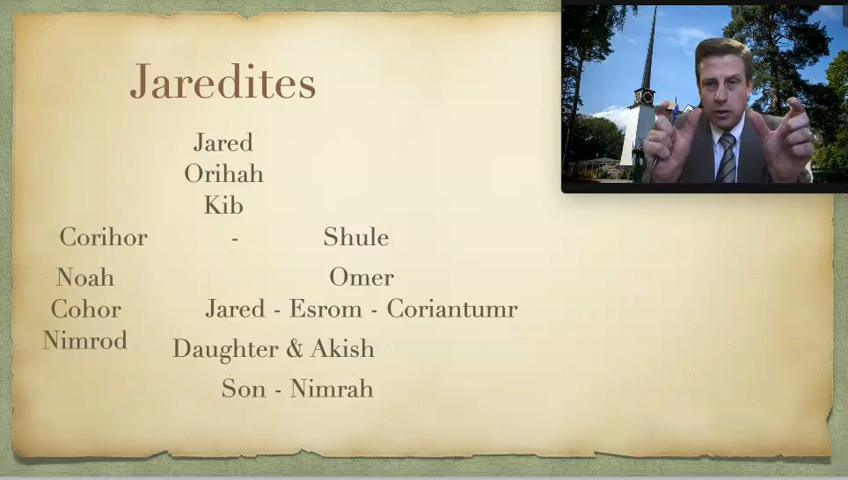 Jaredites
Jared
Orihah
Kib
Corihor - Shule
Noah Omer
Cohor Jared - Esrom - Coriantumr
Nimrod Daughter & Akish
Son - Nimrah